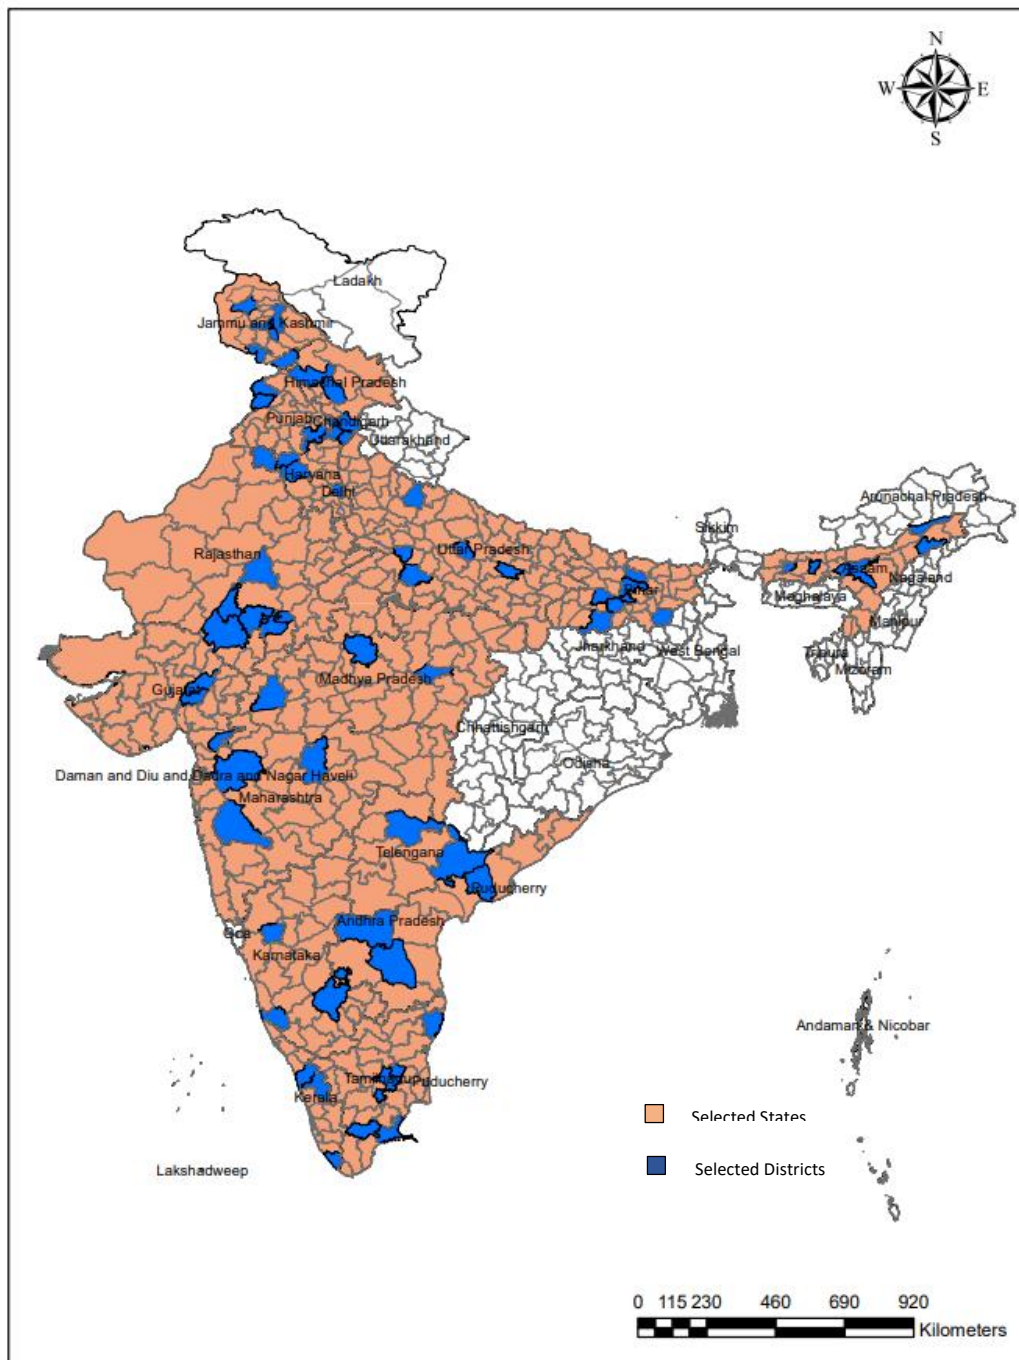 N
W E
S
Ladakh
Jammu and Kashmir
Himachal Pradesh
Punjab
Chandigarh
Uttarakhand
Haryana
Delhi
Arunachal Pradesh
Sikkim
Rajasthan
Uttar Pradesh
Assam
Nagaland
Bihar
Meghalaya
Manipur
Jharkhand
West Bengal
Tripura
Mizoram
Madhya Pradesh
Gujarat
Chhattishgarh
Odisha
Daman and Diu and Dadra and Nagar Haveli
Maharashtra
Telengana
Puducherry
Andhra Pradesh
Goa
Karnataka
Andaman & Nicobar
Tamilnadu
Puducherry
Kerala
Selected States
Lakshadweep
Selected Districts
0 115 230 460 690 920
Kilometers